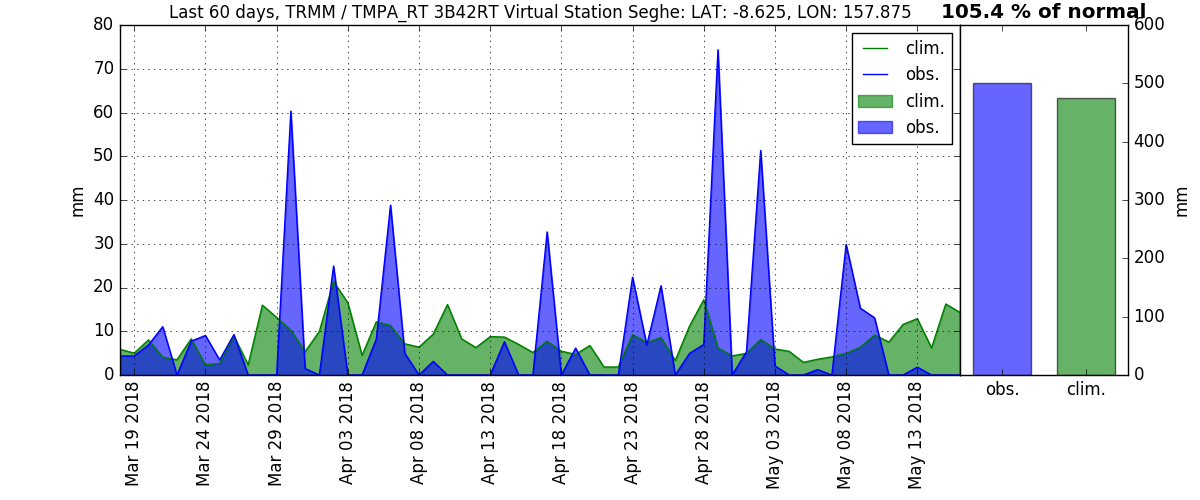 Last 60 days, TRMM / TMPA_RT 3B42RT Virtual Station Seghe: LAT: -8.625, LON: 157.875
105.4 % of normal
80
70
60
50
40
30
20
10
0
mm
clim.
obs.
clim.
obs.
Mar 19 2018
Mar 24 2018
Mar 29 2018
Apr 03 2018
Apr 08 2018
Apr 13 2018
Apr 18 2018
Apr 23 2018
Apr 28 2018
May 03 2018
May 08 2018
May 13 2018
600
500
400
300
200
100
0
mm
obs.
clim.